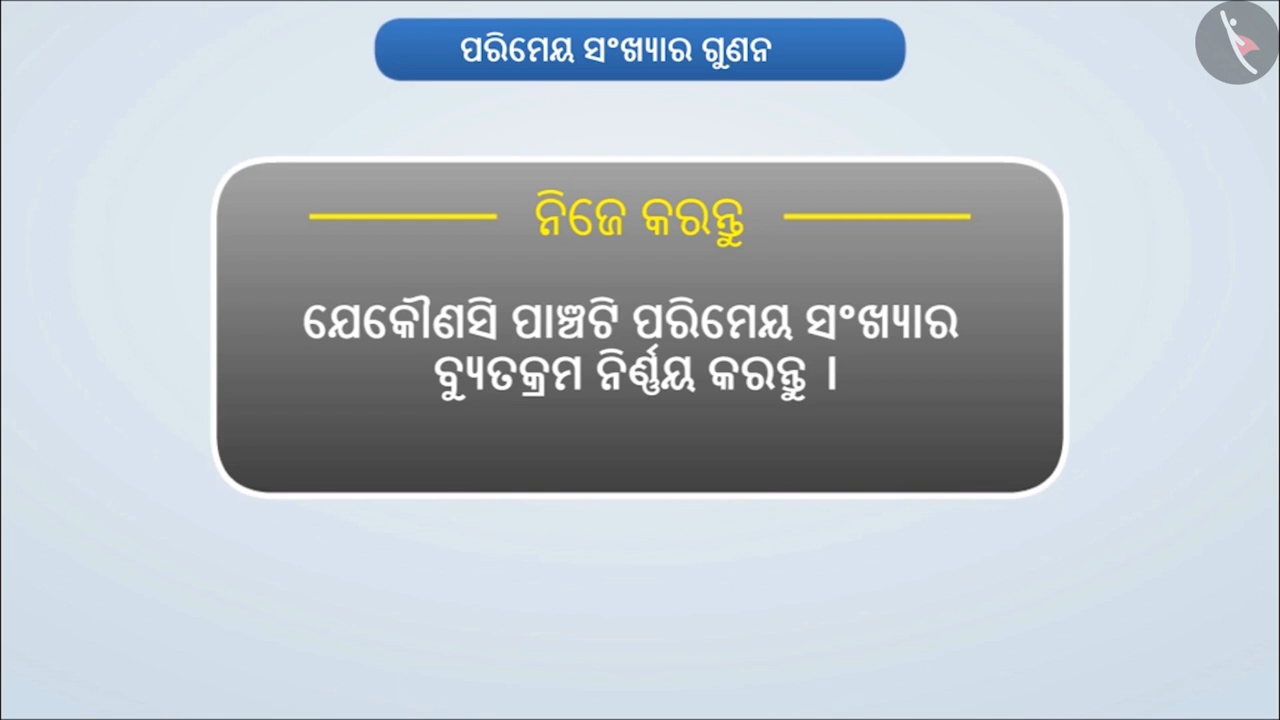 ପରିମେୟ ସଂଖ୍ୟାର ଗୁଣନ
ନିଜେ କରନ୍ତୁ
ଯେକୌଣସି ପାଞ୍ଚଟି ପରିମେୟ ସଂଖ୍ୟାର
ବ୍ୟୁତକ୍ରମ ନିର୍ଣ୍ଣୟ କରନ୍ତୁ ।